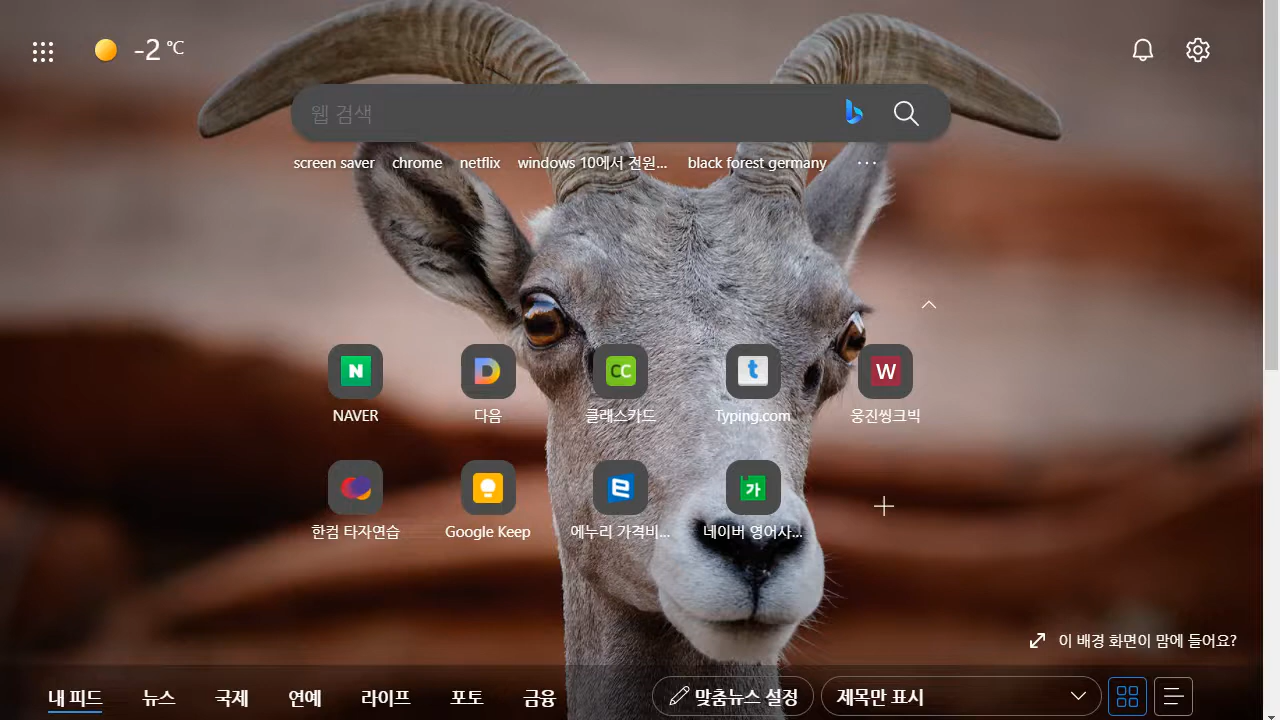 -2 ℃
웹 검색
screen saver chrome netflix windows 10에서 전원... black forest germany ...
N D CC t W
NAVER 다음 클래스카드 Typing.com 웅진씽크빅
가
한컴 타자연습 Google Keep 에누리 가격비... 네이버 영어사...
이 배경 화면이 맘에 들어요?
내 피드 뉴스 국제 연예 라이프 포토 금융 맞춤뉴스 설정 제목만 표시